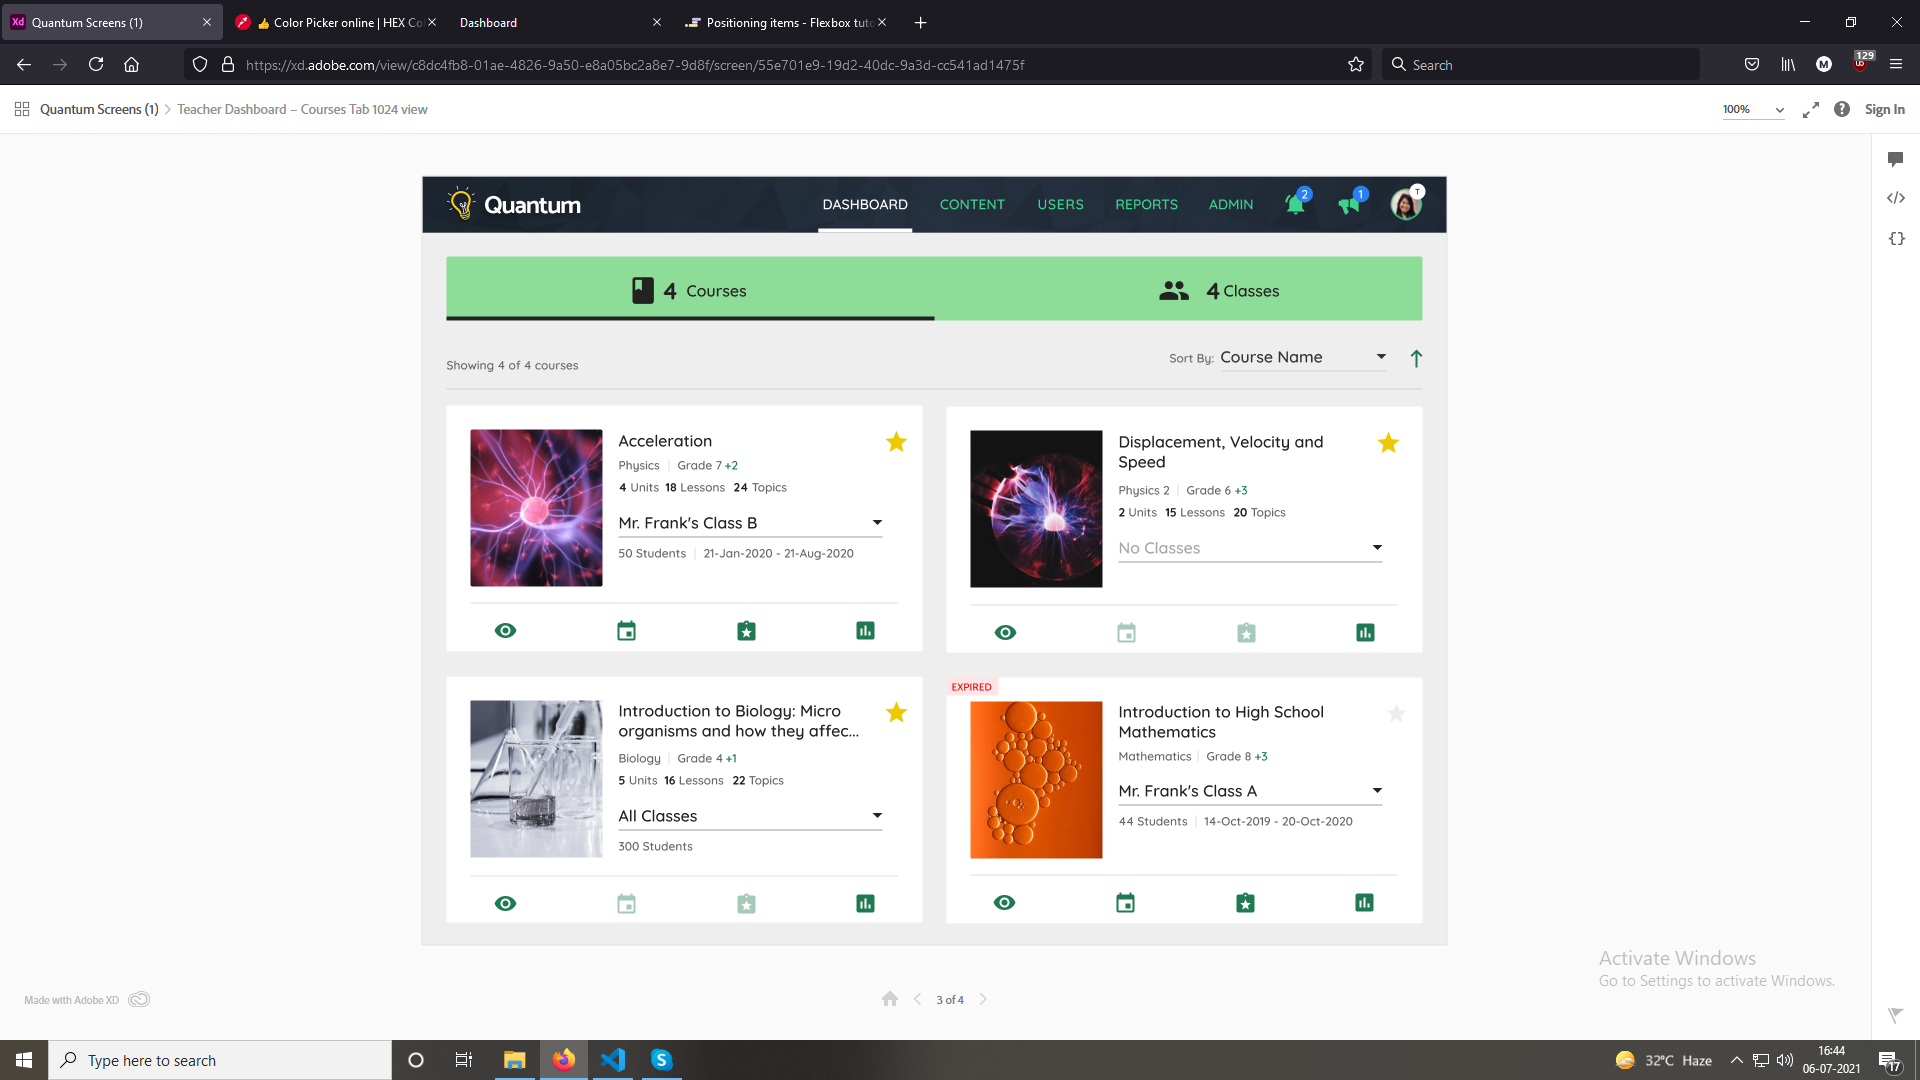 Quantum Screens (1)
👍 Color Picker online | HEX Co
Dashboard
Positioning items - Flexbox tuto
https://xd.adobe.com/view/c8dc4fb8-01ae-4826-9a50-e8a05bc2a8e7-9d8f/screen/55e701e9-19d2-40dc-9a3d-cc541ad1475f
Search
M
129
Quantum Screens (1)
Teacher Dashboard – Courses Tab 1024 view
100%
Sign In
Quantum
DASHBOARD
CONTENT
USERS
REPORTS
ADMIN
2
1
T
4 Courses
4 Classes
Showing 4 of 4 courses
Sort By: Course Name
Acceleration
Physics | Grade 7 +2
4 Units 18 Lessons 24 Topics
Mr. Frank's Class B
50 Students | 21-Jan-2020 - 21-Aug-2020
Displacement, Velocity and
Speed
Physics 2 | Grade 6 +3
2 Units 15 Lessons 20 Topics
No Classes
Introduction to Biology: Micro
organisms and how they affec...
Biology | Grade 4 +1
5 Units 16 Lessons 22 Topics
All Classes
300 Students
EXPIRED
Introduction to High School
Mathematics
Mathematics | Grade 8 +3
Mr. Frank's Class A
44 Students | 14-Oct-2019 - 20-Oct-2020
Activate Windows
Go to Settings to activate Windows.
Made with Adobe XD
3 of 4
Type here to search
32°C Haze
16:44
06-07-2021
17